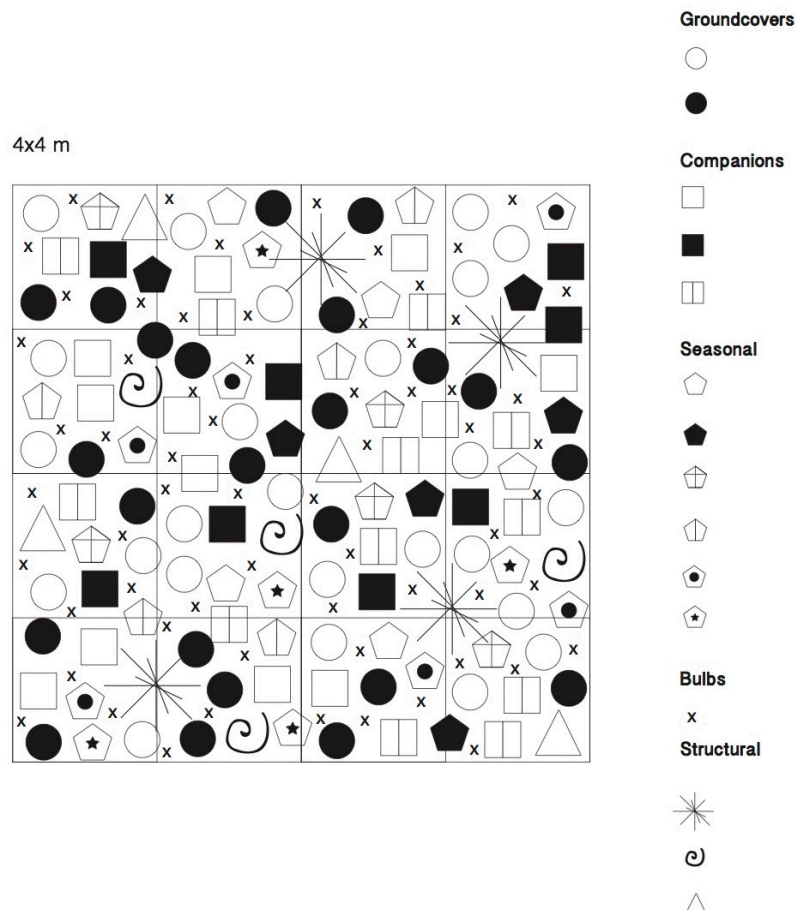 4x4 m
Groundcovers
Companions
Seasonal
Bulbs
x
Structural